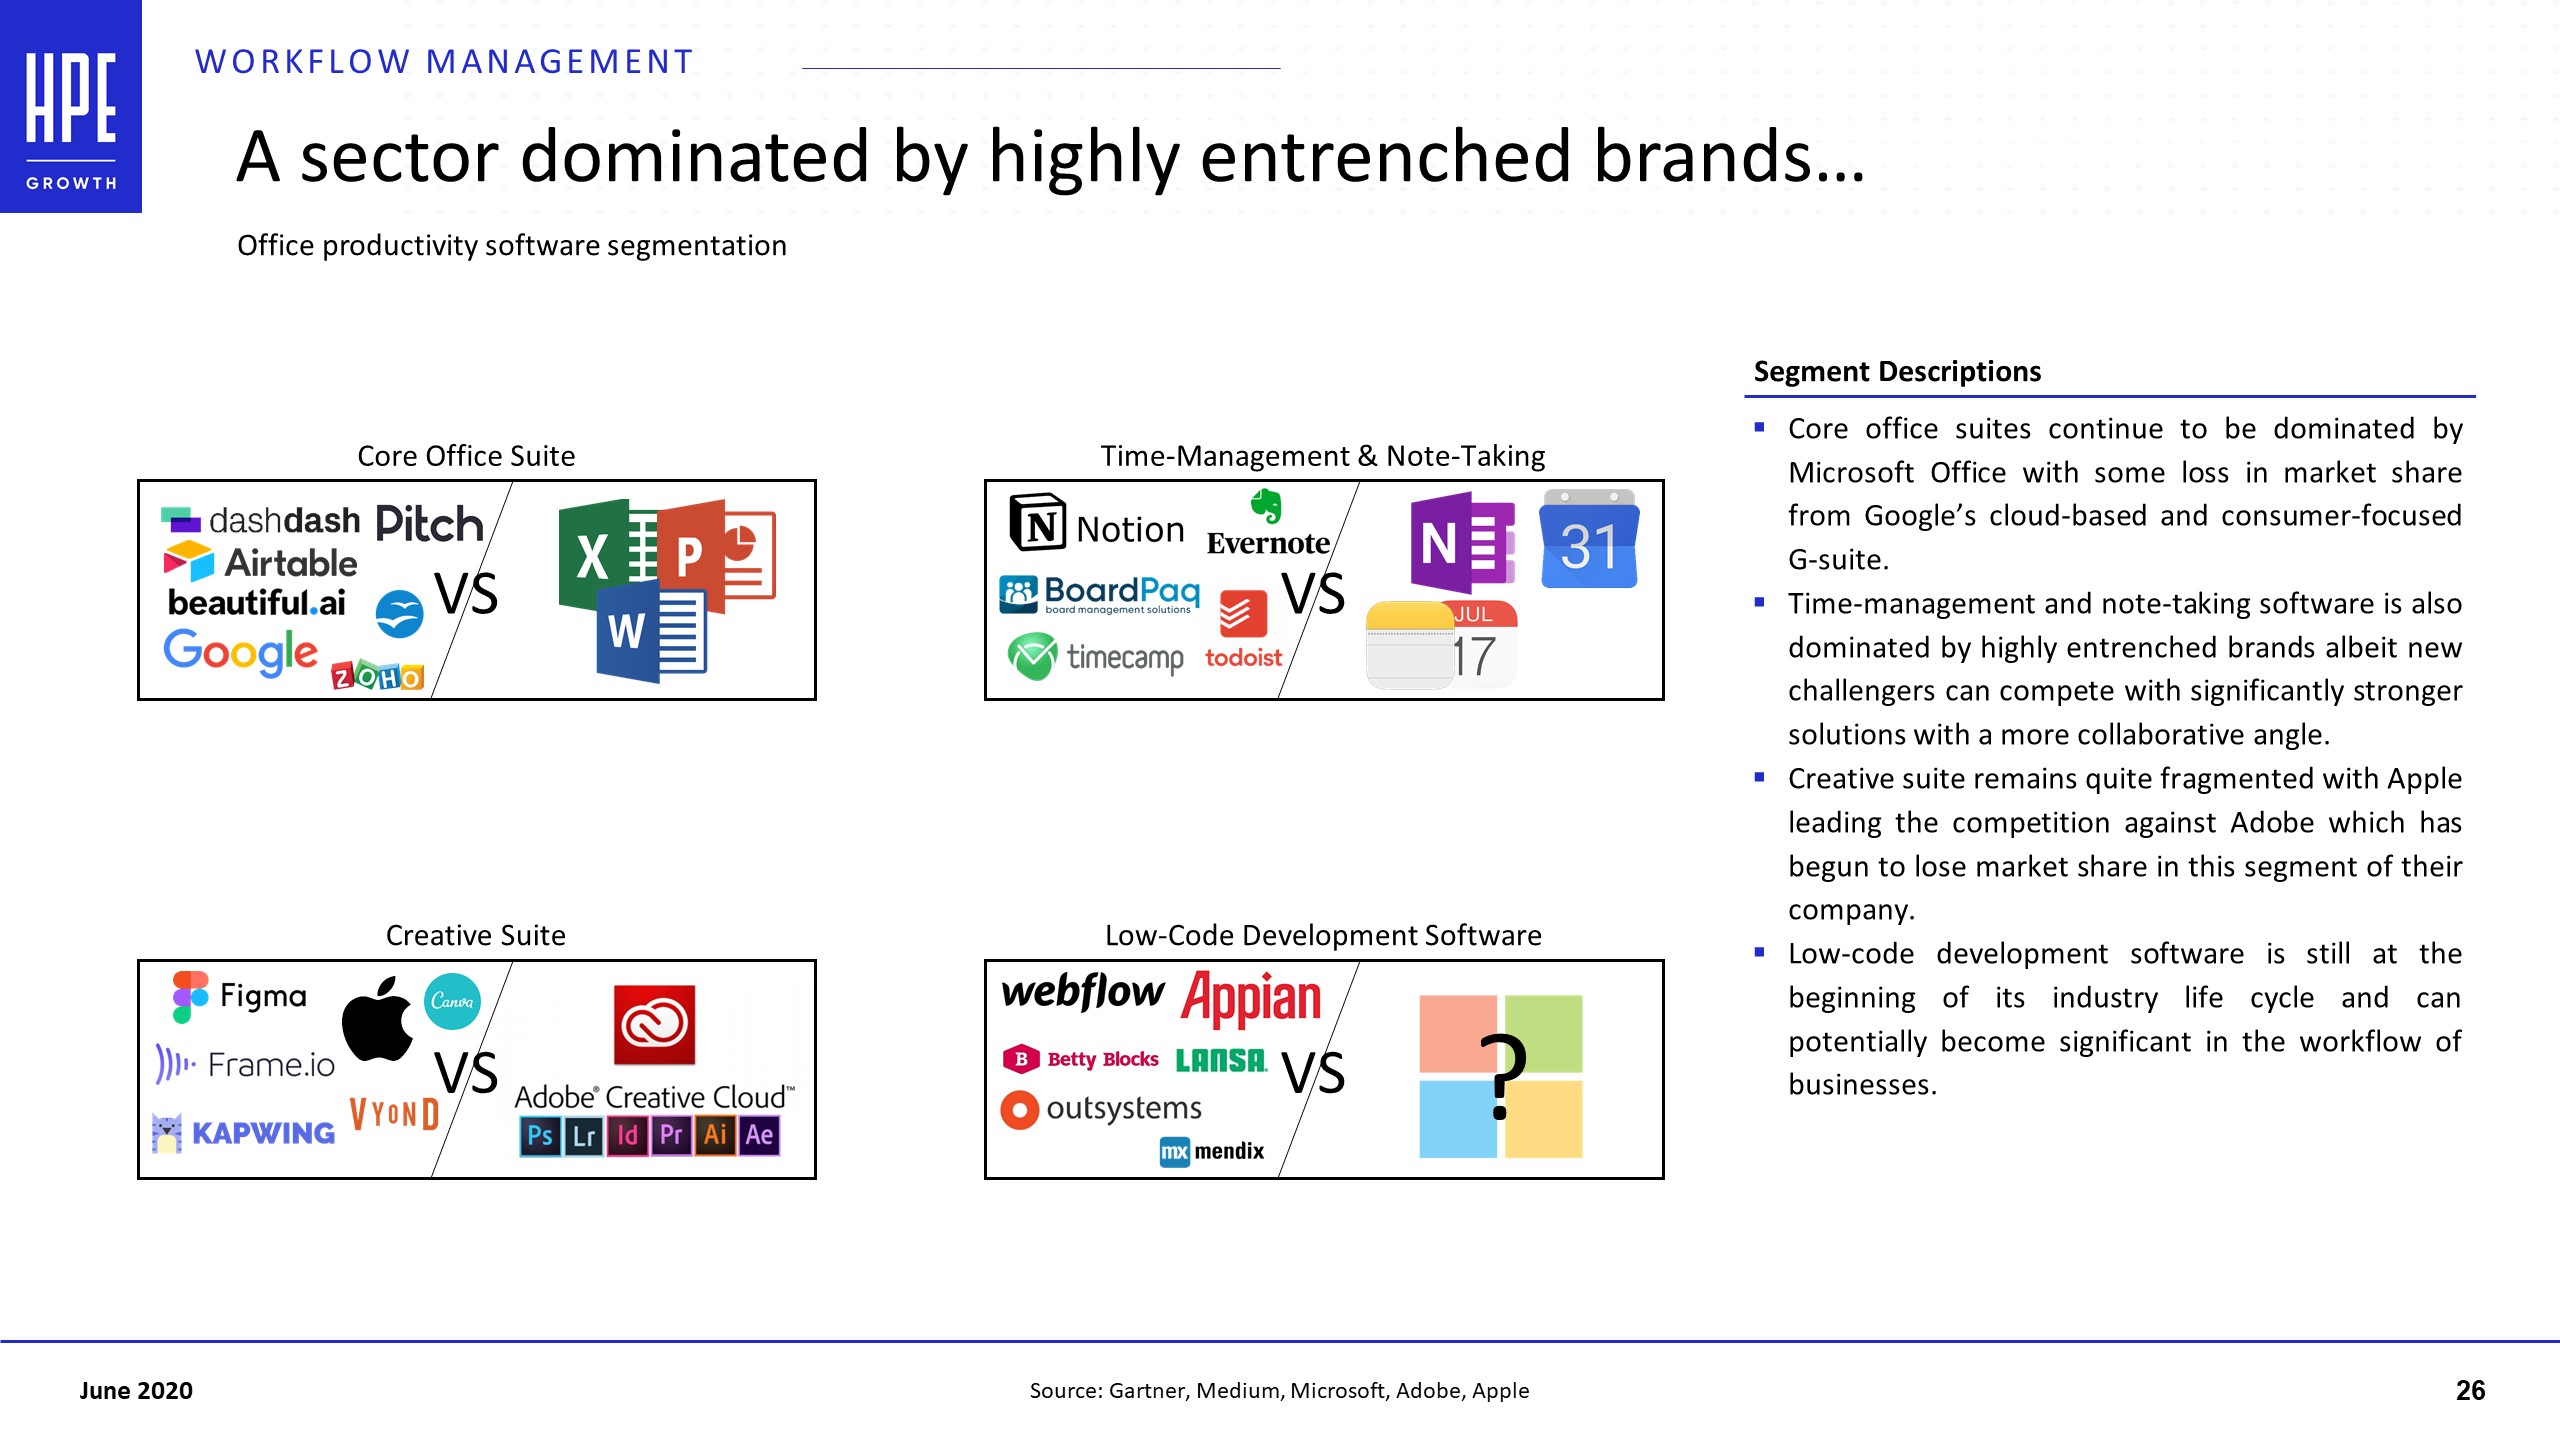 HPE
GROWTH
WORKFLOW MANAGEMENT
A sector dominated by highly entrenched brands…
Office productivity software segmentation
Core Office Suite
dashdash Pitch
Airtable
beautiful.ai
Google
ZOHO
VS
X P
W
Time-Management & Note-Taking
Notion Evernote
BoardPaq
board management solutions
timecamp todoist
VS
N 31
JUL
17
Creative Suite
Figma Canva
Frame.io
KAPWING VYOND
VS
Adobe® Creative Cloud™
Ps Lr Id Pr Ai Ae
Low-Code Development Software
webflow Appian
B Betty Blocks LANSA
outsystems
mx mendix
VS
?
Segment Descriptions
Core office suites continue to be dominated by
Microsoft Office with some loss in market share
from Google’s cloud-based and consumer-focused
G-suite.
Time-management and note-taking software is also
dominated by highly entrenched brands albeit new
challengers can compete with significantly stronger
solutions with a more collaborative angle.
Creative suite remains quite fragmented with Apple
leading the competition against Adobe which has
begun to lose market share in this segment of their
company.
Low-code development software is still at the
beginning of its industry life cycle and can
potentially become significant in the workflow of
businesses.
June 2020
Source: Gartner, Medium, Microsoft, Adobe, Apple
26